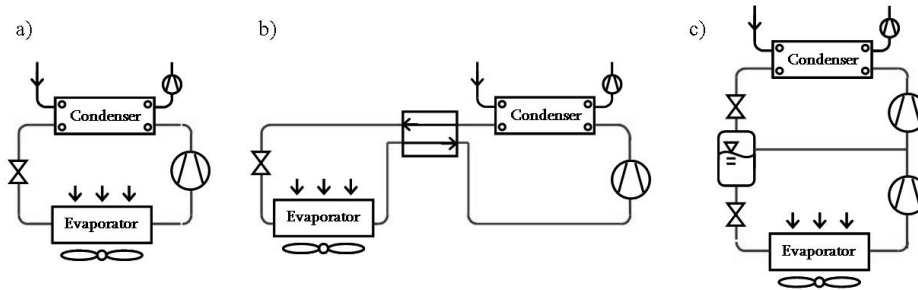 a)
Condenser
Evaporator
b)
Condenser
Evaporator
c)
Condenser
Evaporator